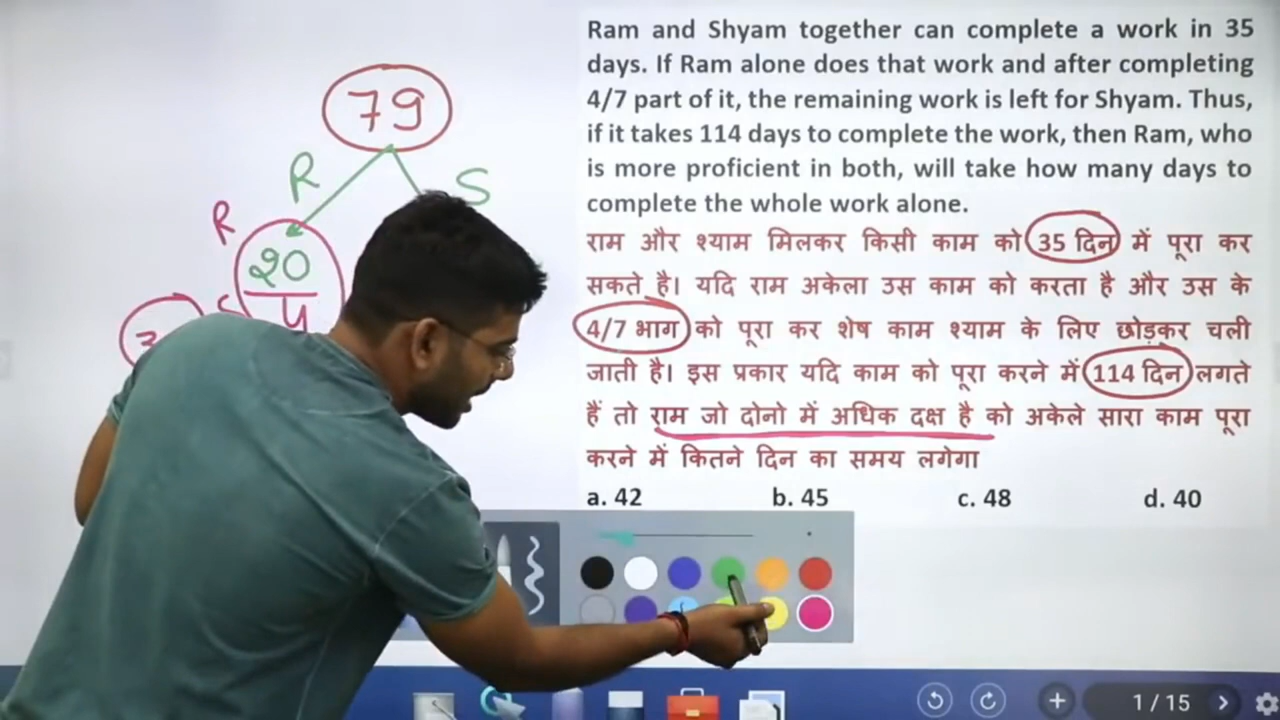 Ram and Shyam together can complete a work in 35
days. If Ram alone does that work and after completing
4/7 part of it, the remaining work is left for Shyam. Thus,
if it takes 114 days to complete the work, then Ram, who
is more proficient in both, will take how many days to
complete the whole work alone.
राम और श्याम मिलकर किसी काम को 35 दिन में पूरा कर
सकते है। यदि राम अकेला उस काम को करता है और उस के
4/7 भाग को पूरा कर शेष काम श्याम के लिए छोड़कर चली
जाती है। इस प्रकार यदि काम को पूरा करने में 114 दिन लगते
हैं तो राम जो दोनो में अधिक दक्ष है को अकेले सारा काम पूरा
करने में कितने दिन का समय लगेगा
a. 42 b. 45 c. 48 d. 40
79
R S
R
20
1 / 15